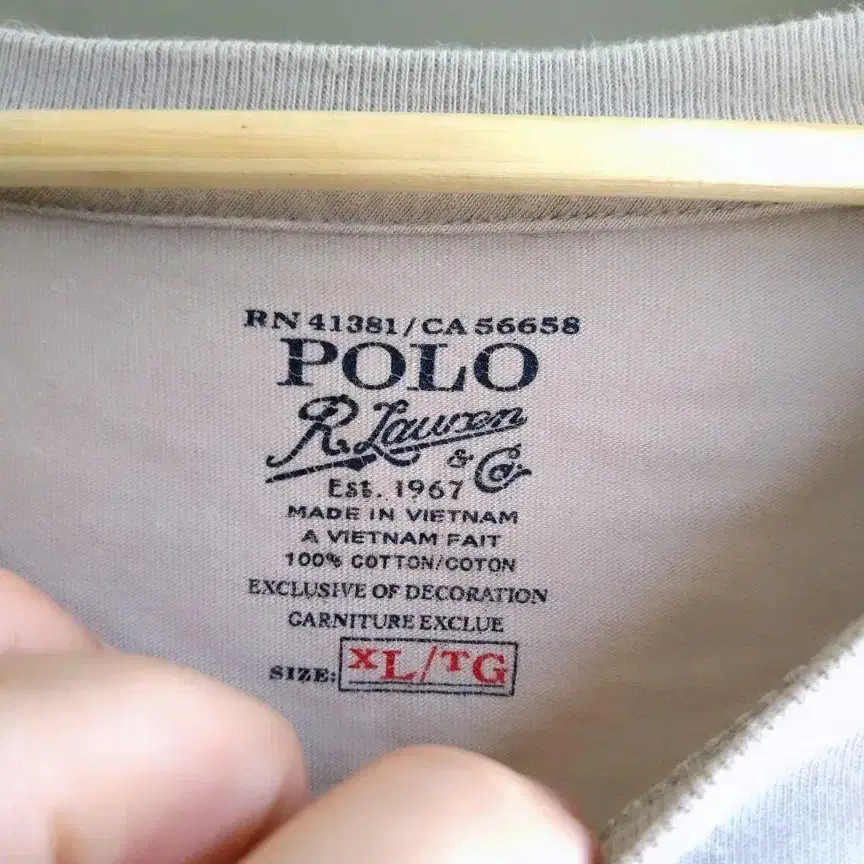 RN 41381/CA 56658
POLO
R. Lauren
& Co
Est. 1967
MADE IN VIETNAM
A VIETNAM FAIT
100% COTTON/COTON
EXCLUSIVE OF DECORATION
GARNITURE EXCLUE
SIZE: XL/TG